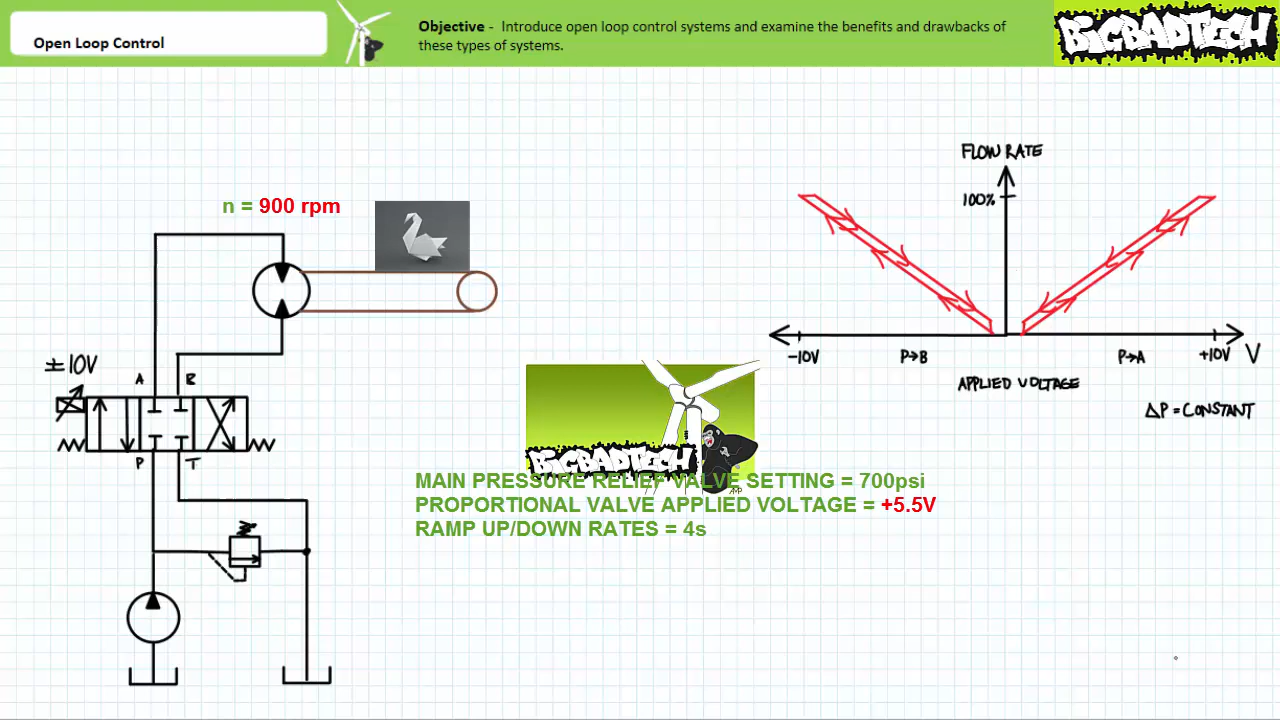 Open Loop Control
Objective - Introduce open loop control systems and examine the benefits and drawbacks of
these types of systems.
BIGBADTECH
FLOW RATE
100%
n = 900 rpm
-10V
P→B
P→A
+10V
V
APPLIED VOLTAGE
ΔP = CONSTANT
±10V
A
B
P
T
BIGBADTECH
MAIN PRESSURE RELIEF VALVE SETTING = 700psi
PROPORTIONAL VALVE APPLIED VOLTAGE = +5.5V
RAMP UP/DOWN RATES = 4s